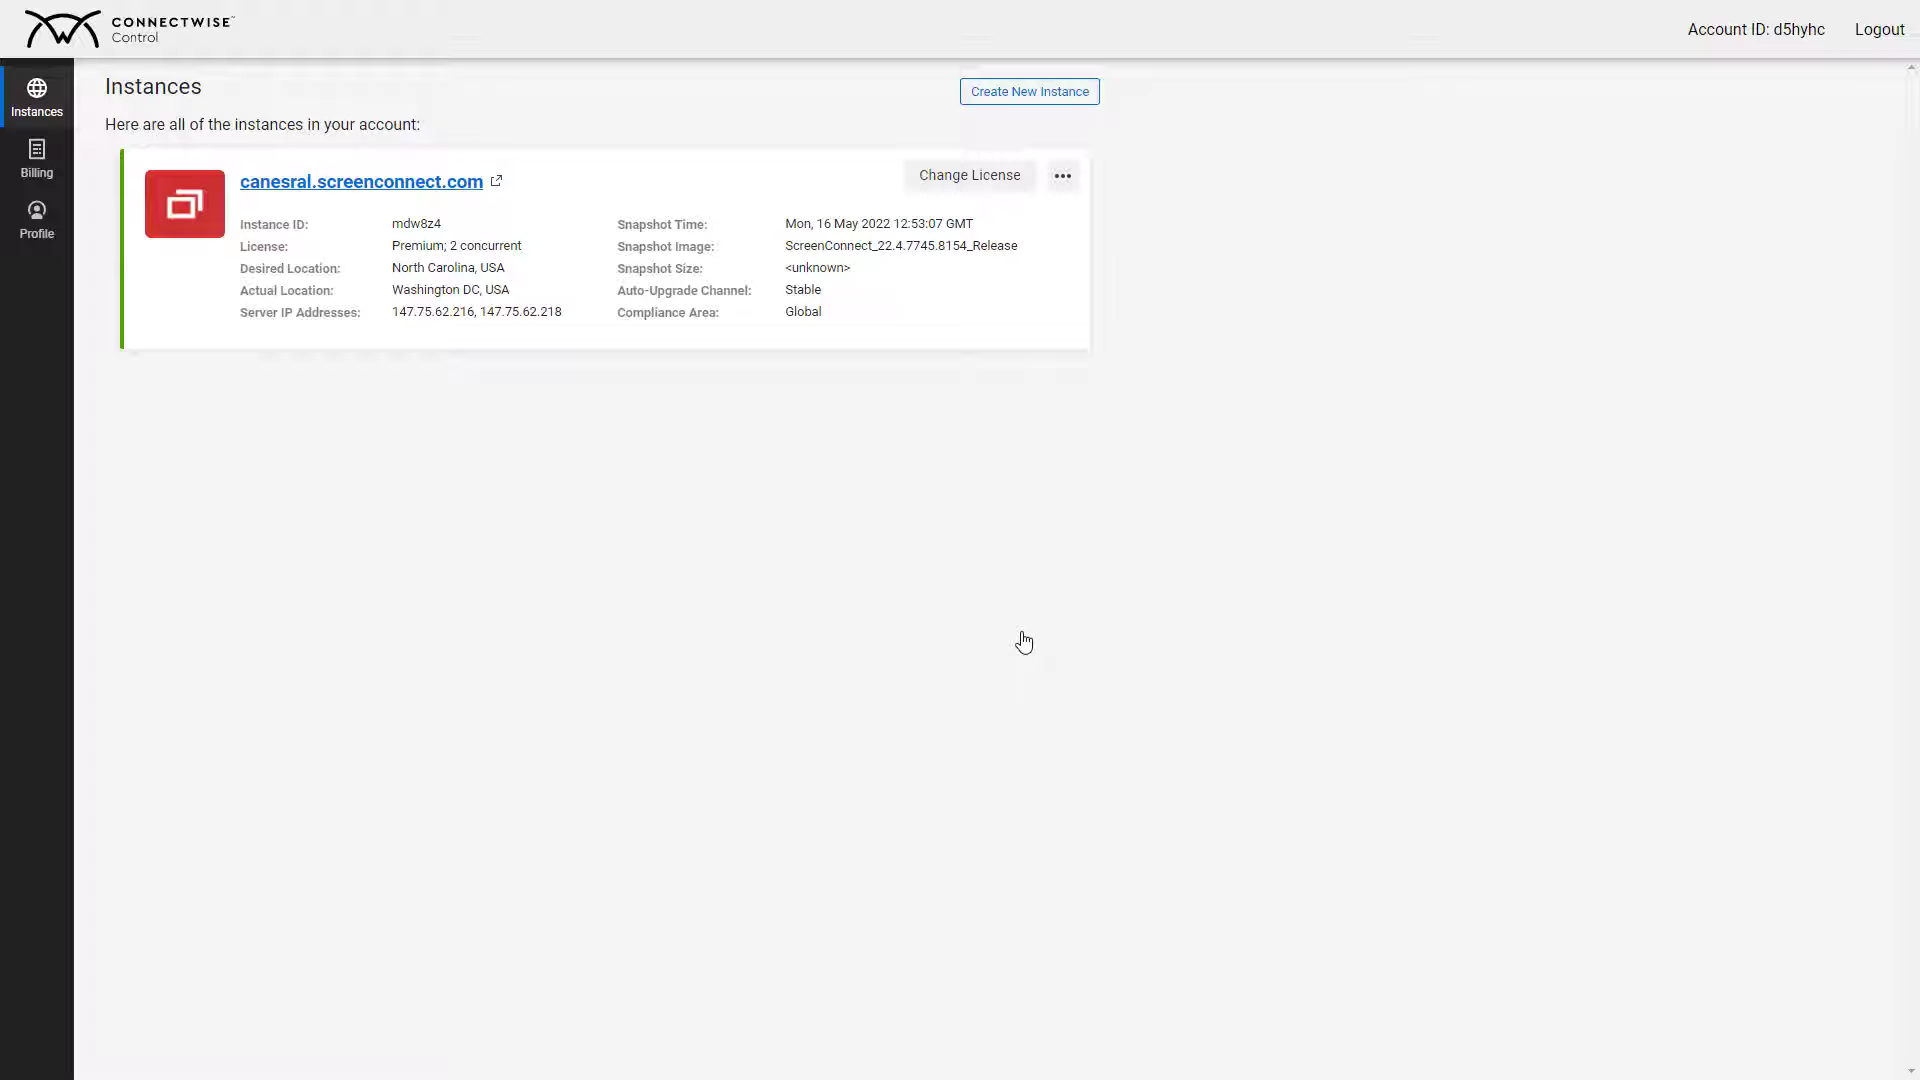 CONNECTWISE™
Control
Account ID: d5hyhc
Logout
Instances
Billing
Profile
Instances
Create New Instance
Here are all of the instances in your account:
canesral.screenconnect.com
Change License
Instance ID: mdw8z4
License: Premium; 2 concurrent
Desired Location: North Carolina, USA
Actual Location: Washington DC, USA
Server IP Addresses: 147.75.62.216, 147.75.62.218
Snapshot Time: Mon, 16 May 2022 12:53:07 GMT
Snapshot Image: ScreenConnect_22.4.7745.8154_Release
Snapshot Size: <unknown>
Auto-Upgrade Channel: Stable
Compliance Area: Global